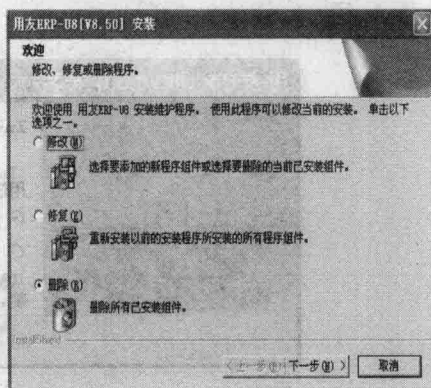 用友ERP-U8[V8.50] 安装
欢迎
修改、修复或删除程序。
欢迎使用 用友ERP-U8 安装维护程序。 使用此程序可以修改当前的安装。 单击以下
选项之一。
修改(M)
选择要添加的新程序组件或选择要删除的当前已安装组件。
修复(E)
重新安装以前的安装程序所安装的所有程序组件。
删除(R)
删除所有已安装组件。
InstallShield
〈上一步(B) 下一步(N) 〉 取消